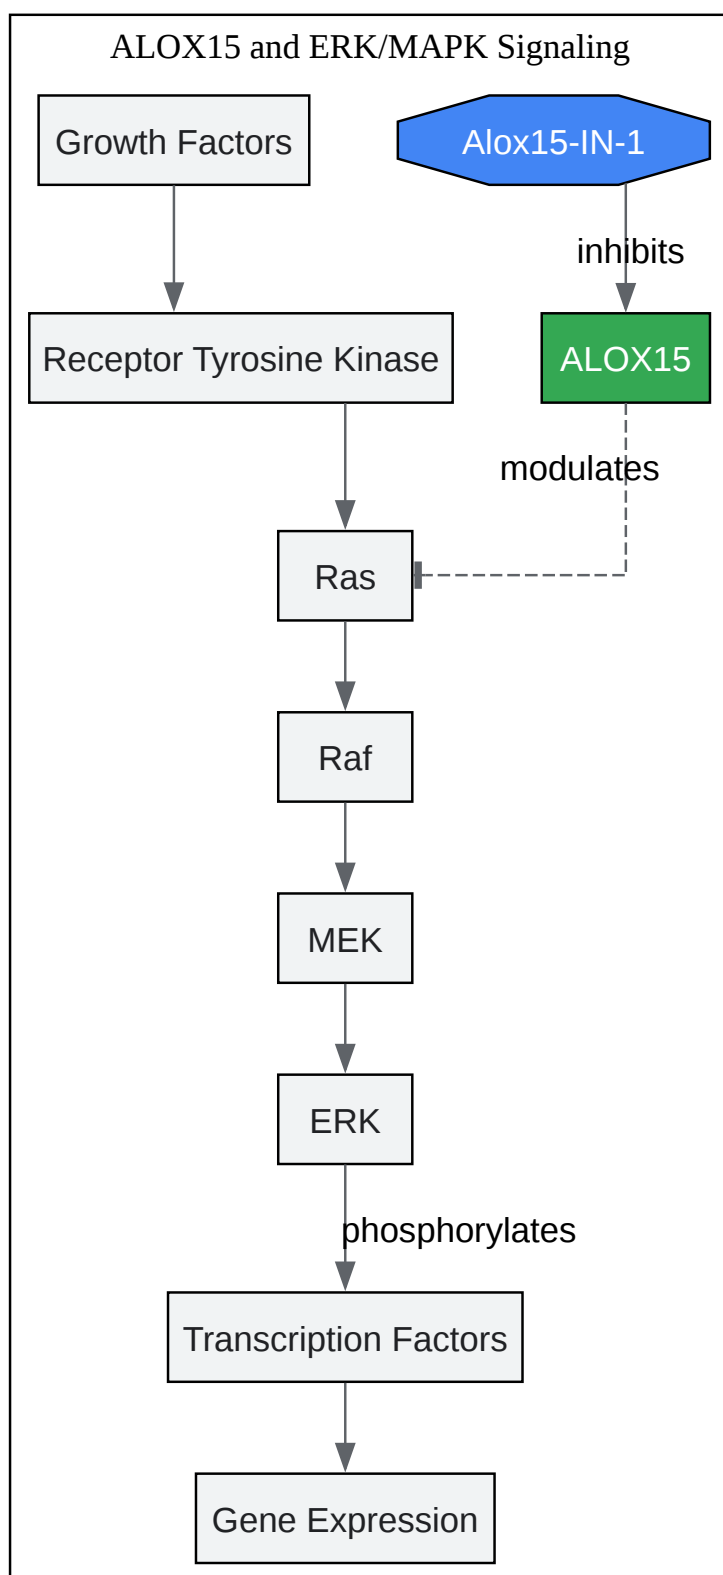 ALOX15 and ERK/MAPK Signaling
Growth Factors
Alox15-IN-1
inhibits
Receptor Tyrosine Kinase
ALOX15
modulates
Ras
Raf
MEK
ERK
phosphorylates
Transcription Factors
Gene Expression